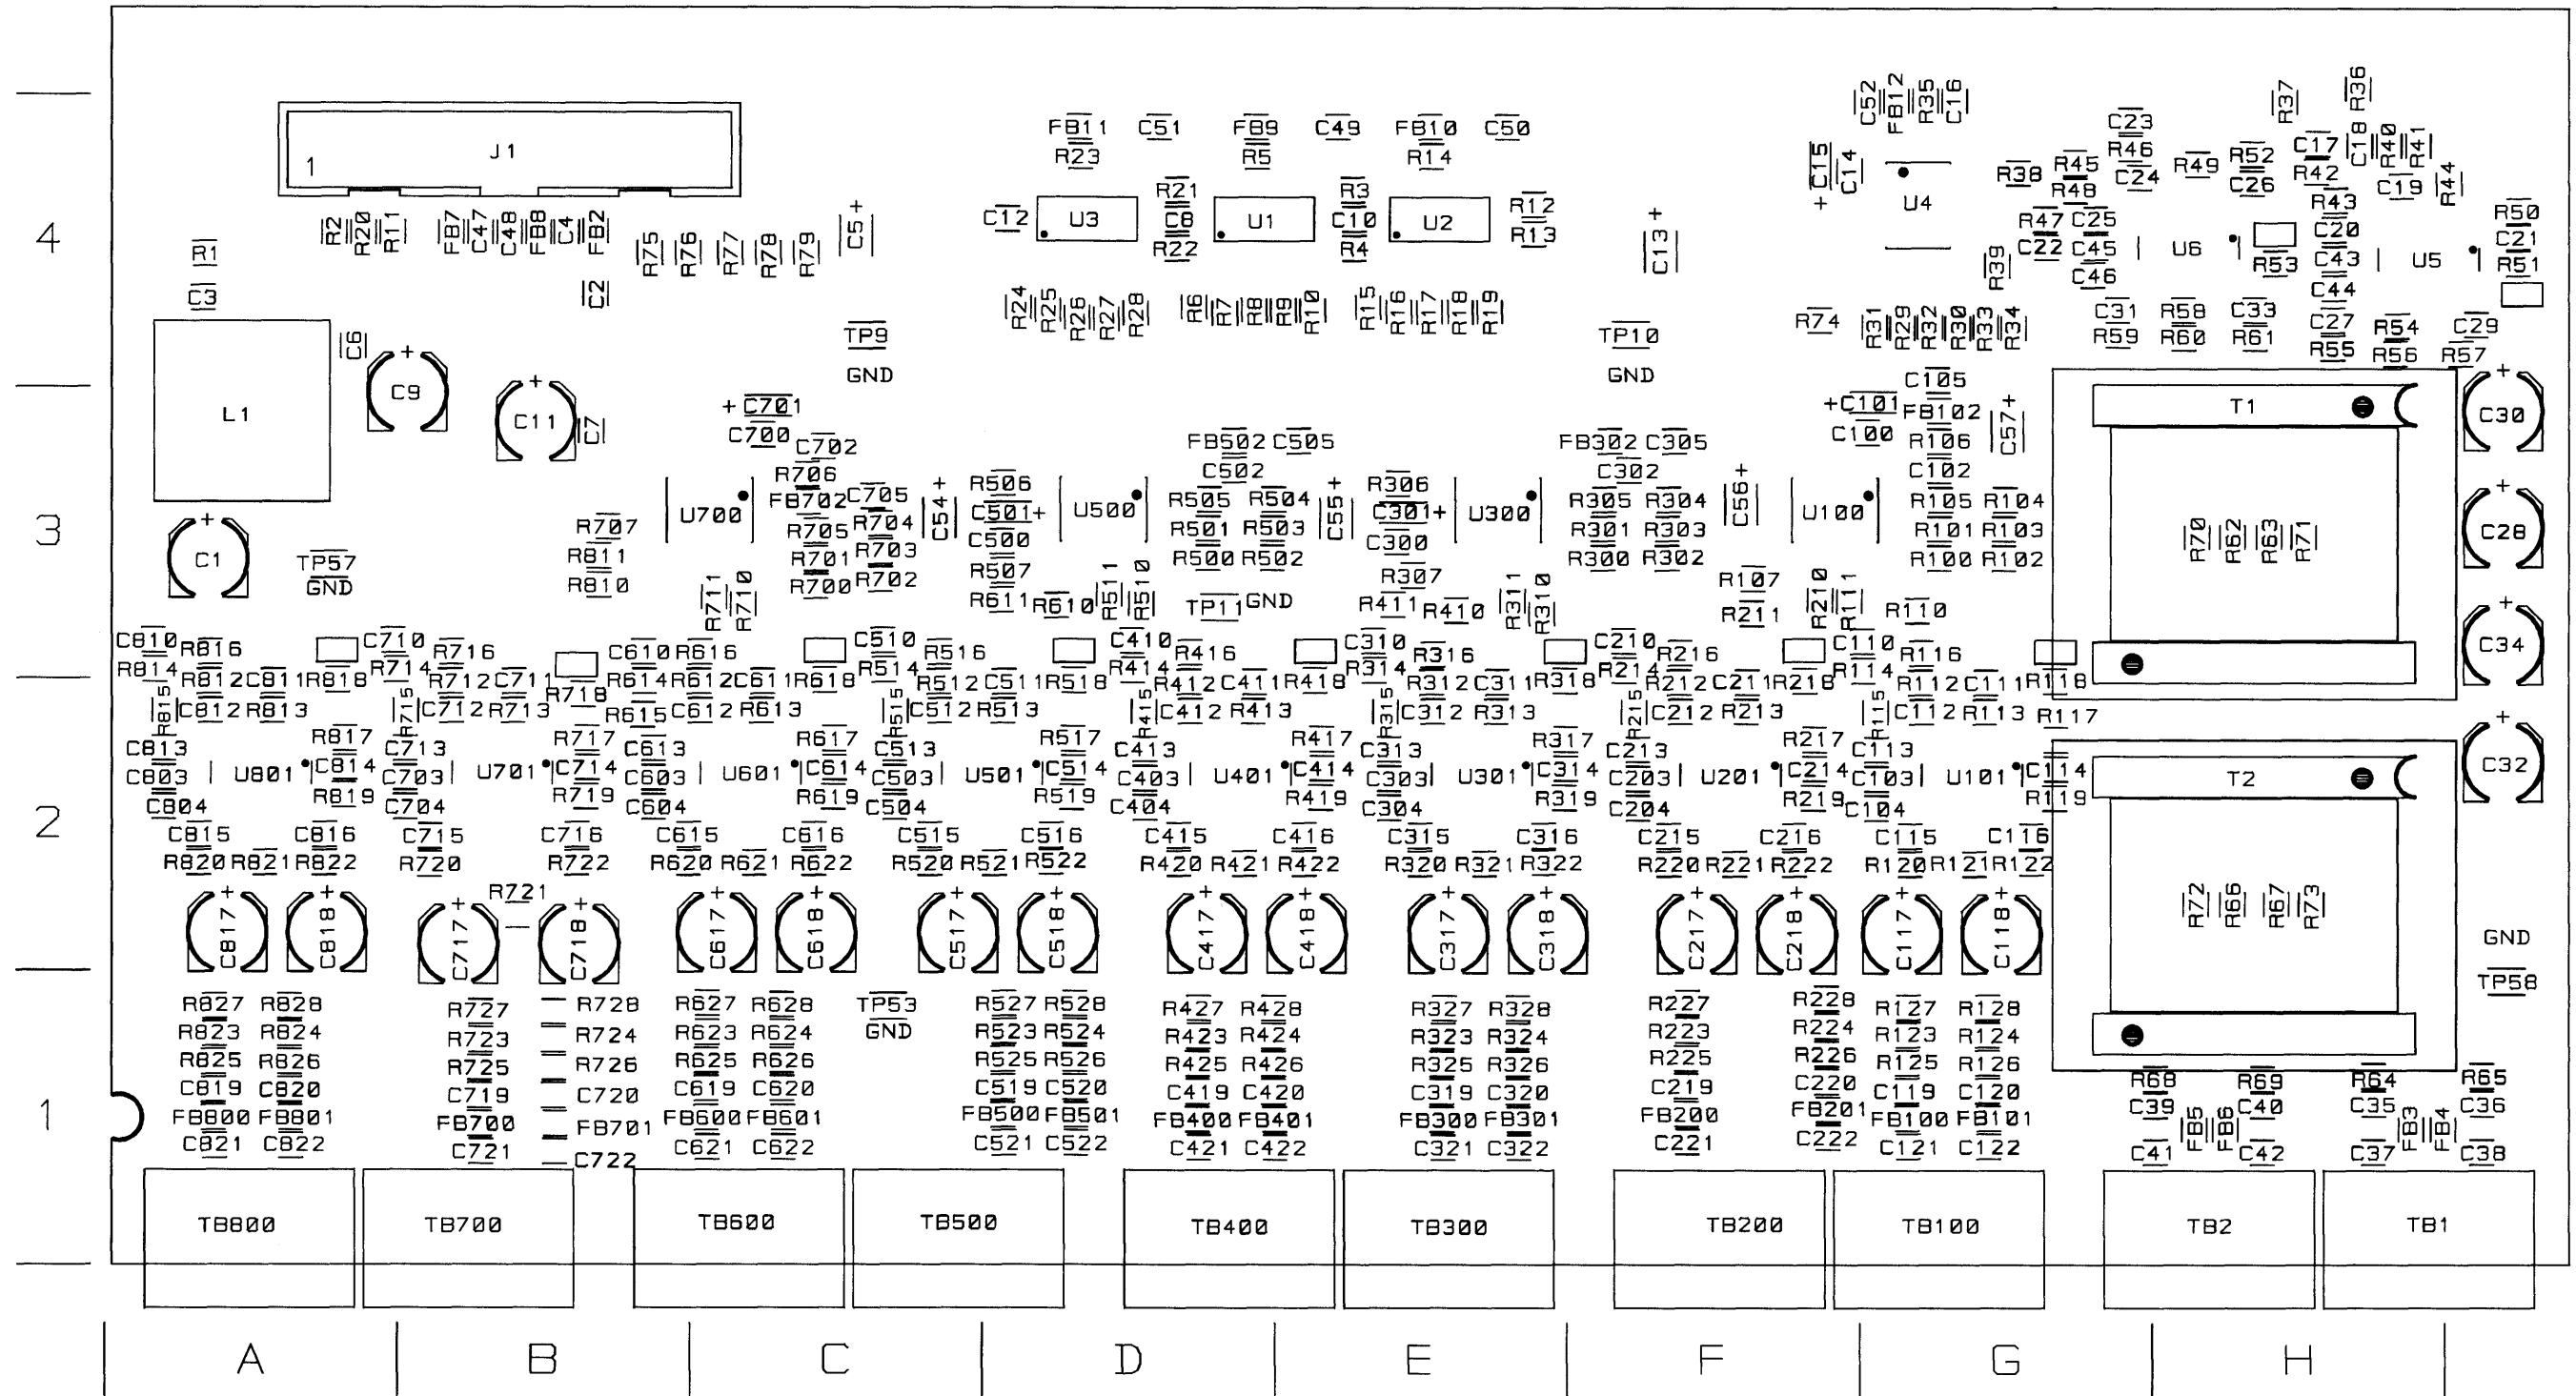 C52 FB12 R35 C16 R37 R36
FB11 C51 FB9 C49 FB10 C50 C23
R23 R5 R14 R46 C17 C18 R40 R41
J1
1
C15 C14 R38 R45 R49 R52 R42
+ U4 R48 C24 C26 C19 R44
R21 R3
C12 U3 C8 U1 C10 U2 R12
R22 R4 R13
R2 R20 R11 FB7 C47 C48 FB8 C4 FB2 R75 R76 R77 R78 R79 C5 +
C13 + R47 C25 R43 R50
C22 C45 U6 C20 C21
C46 R53 C43 U5 R51
R39 C44
4
R1
C3 C2
R24 R25 R26 R27 R28 R6 R7 R8 R9 R10 R15 R16 R17 R18 R19
R74 R31 R29 R32 R30 R33 R34
C31 R58 C33 C27 R54 C29
R59 R60 R61 R55 R56 R57
C6 TP9 TP10
GND GND
+ C9 + C11 C7 L1
+ C701 C105
C700 C702 + C101 FB102 C57 +
C100 R106 T1 + C30
R706 FB502 C505 FB302 C305
FB702 C705 C502 C302 C102
U700 R705 R704 C54 + R506 R505 R504 C55 + R306 R305 R304 C56 + R105 R104
C501 + U500 R501 R503 C301 + U300 R301 R303 U100 R101 R103
R701 R703 C500 R500 R502 C300 R300 R302 R100 R102
R700 R702
3
+ C1 R707
R811
R810
TP57
GND
R711 R710 R507 R511 R510 R307 R311 R310 R107 R210 R111
R611 R610 TP11 GND R411 R410 R211 R110
R70 R62 R63 R71 + C28
C810 R816 C710 R716 C610 R616 C510 R516 C410 R416 C310 R316 C210 R216 C110 R116 + C34
R814 R714 R614 R514 R414 R314 R214 R114
R812 C811 R818 R712 C711 R718 R612 C611 R618 R512 C511 R518 R412 C411 R418 R312 C311 R318 R212 C211 R218 R112 C111 R118
R815 C812 R813 R715 C712 R713 R615 C612 R613 R515 C512 R513 R415 C412 R413 R315 C312 R313 R215 C212 R213 R115 C112 R113 R117
C813 R817 C713 R717 C613 R617 C513 R517 C413 R417 C313 R317 C213 R217 C113
C803 U801 C814 C703 U701 C714 C603 U601 C614 C503 U501 C514 C403 U401 C414 C303 U301 C314 C203 U201 C214 C103 U101 C114 T2 + C32
C804 R819 C704 R719 C604 R619 C504 R519 C404 R419 C304 R319 C204 R219 C104 R119
2
C815 C816 C715 C716 C615 C616 C515 C516 C415 C416 C315 C316 C215 C216 C115 C116
R820 R821 R822 R720 R722 R620 R621 R622 R520 R521 R522 R420 R421 R422 R320 R321 R322 R220 R221 R222 R120 R121 R122
R721
+ + + + + + + + + + + + + + + +
C817 C818 C717 C718 C617 C618 C517 C518 C417 C418 C317 C318 C217 C218 C117 C118
R72 R66 R67 R73
GND
TP58
R827 R828 R727 R728 R627 R628 TP53 R527 R528 R427 R428 R327 R328 R227 R228 R127 R128
R823 R824 R723 R724 R623 R624 GND R523 R524 R423 R424 R323 R324 R223 R224 R123 R124
R825 R826 R725 R726 R625 R626 R525 R526 R425 R426 R325 R326 R225 R226 R125 R126
C819 C820 C719 C720 C619 C620 C519 C520 C419 C420 C319 C320 C219 C220 C119 C120 R68 R69 R64 R65
FB800 FB801 FB700 FB701 FB600 FB601 FB500 FB501 FB400 FB401 FB300 FB301 FB200 FB201 FB100 FB101 C39 FB5 FB6 C40 C35 FB3 FB4 C36
C821 C822 C721 C722 C621 C622 C521 C522 C421 C422 C321 C322 C221 C222 C121 C122 C41 C42 C37 C38
1
TB800 TB700 TB600 TB500 TB400 TB300 TB200 TB100 TB2 TB1
A B C D E F G H